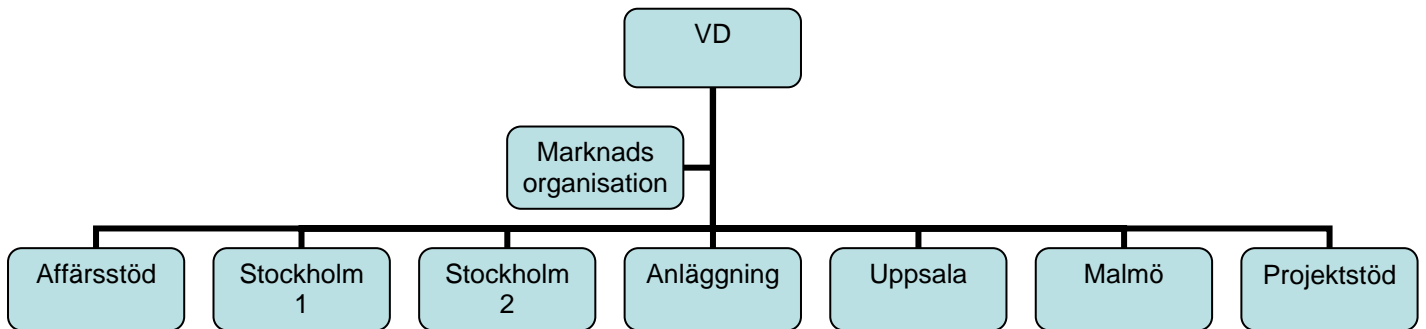 VD
Marknads
organisation
Affärsstöd
Stockholm
1
Stockholm
2
Anläggning
Uppsala
Malmö
Projektstöd